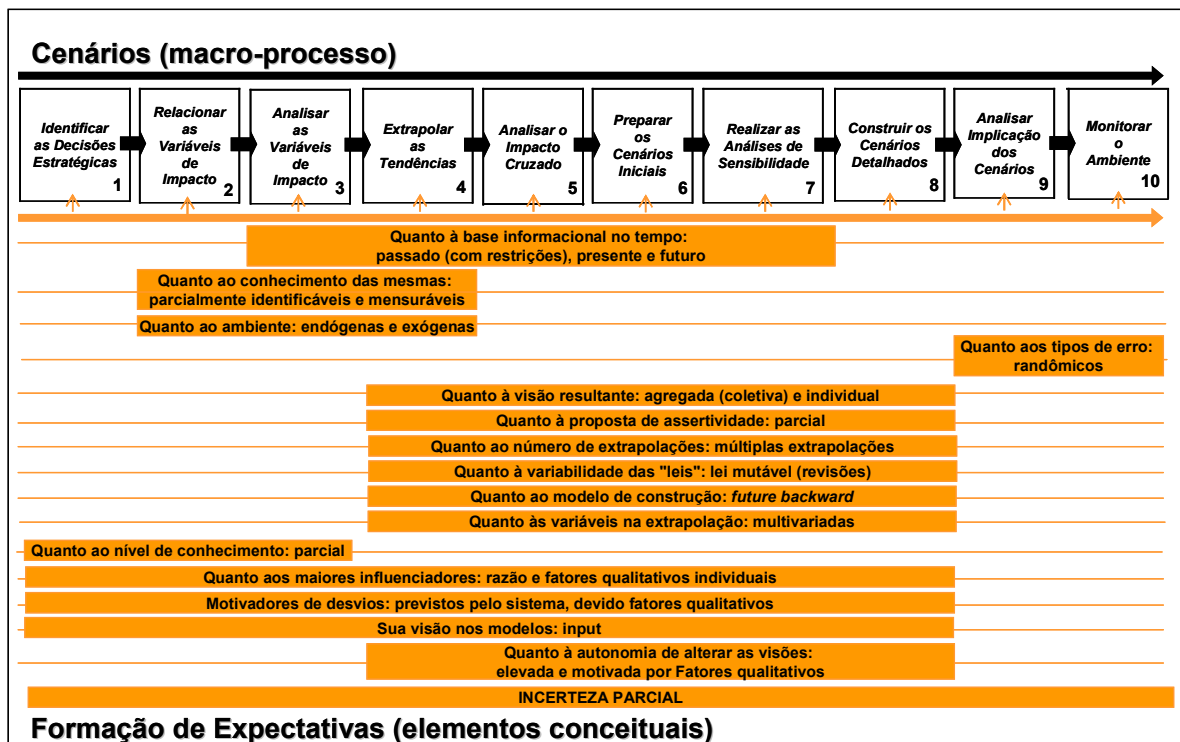 Cenários (macro-processo)
Identificar
as Decisões
Estratégicas
1
Relacionar
as
Variáveis
de
Impacto
2
Analisar
as
Variáveis
de
Impacto
3
Extrapolar
as
Tendências
4
Analisar o
Impacto
Cruzado
5
Preparar
os
Cenários
Iniciais
6
Realizar as
Análises de
Sensibilidade
7
Construir os
Cenários
Detalhados
8
Analisar
Implicação
dos
Cenários
9
Monitorar
o
Ambiente
10
Quanto à base informacional no tempo:
passado (com restrições), presente e futuro
Quanto ao conhecimento das mesmas:
parcialmente identificáveis e mensuráveis
Quanto ao ambiente: endógenas e exógenas
Quanto aos tipos de erro:
randômicos
Quanto à visão resultante: agregada (coletiva) e individual
Quanto à proposta de assertividade: parcial
Quanto ao número de extrapolações: múltiplas extrapolações
Quanto à variabilidade das "leis": lei mutável (revisões)
Quanto ao modelo de construção: future backward
Quanto às variáveis na extrapolação: multivariadas
Quanto ao nível de conhecimento: parcial
Quanto aos maiores influenciadores: razão e fatores qualitativos individuais
Motivadores de desvios: previstos pelo sistema, devido fatores qualitativos
Sua visão nos modelos: input
Quanto à autonomia de alterar as visões:
elevada e motivada por Fatores qualitativos
INCERTEZA PARCIAL
Formação de Expectativas (elementos conceituais)